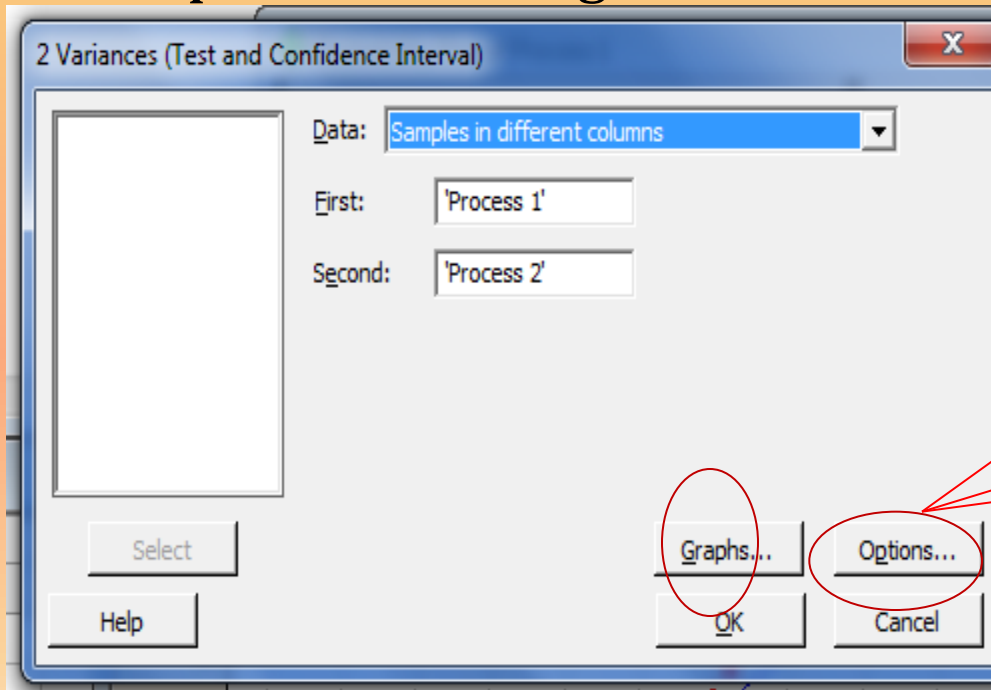 2 Variances (Test and Confidence Interval)
X
Data: Samples in different columns
First: 'Process 1'
Second: 'Process 2'
Select
Graphs... Options...
Help OK Cancel